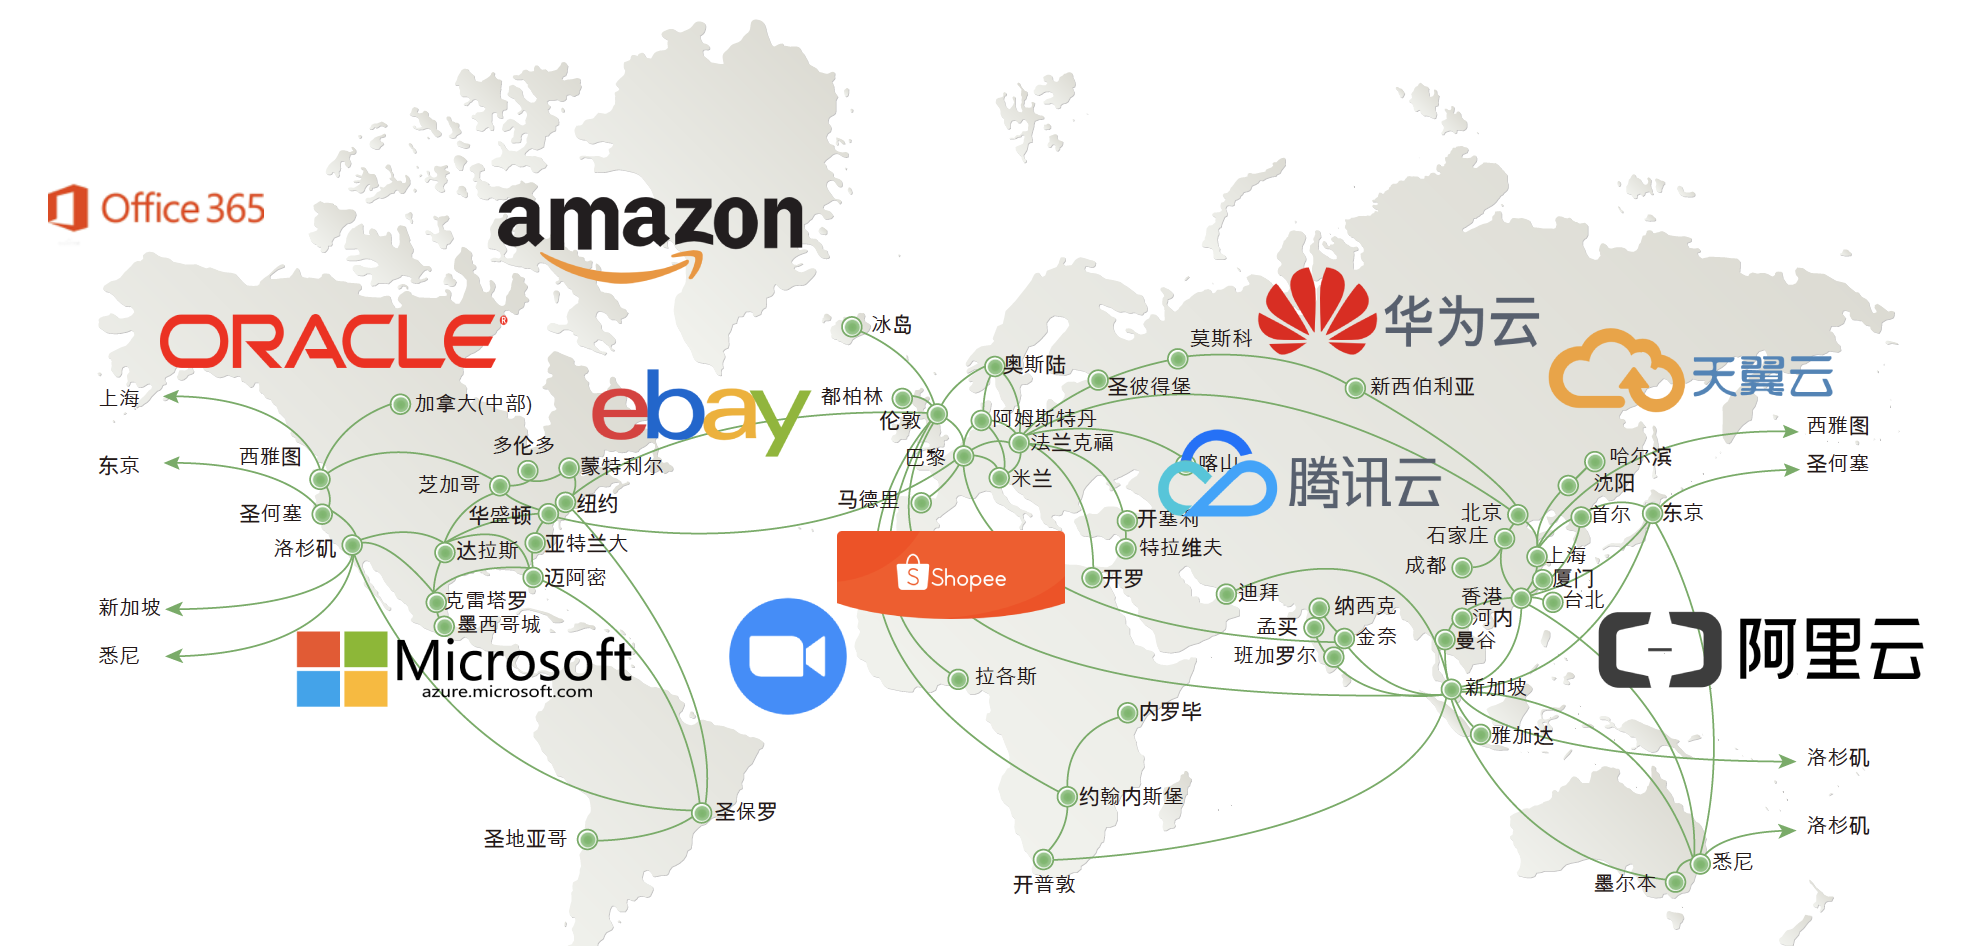 Office 365
amazon
ORACLE®
华为云
冰岛
莫斯科
天翼云
奥斯陆
圣彼得堡
新西伯利亚
上海
加拿大(中部)
ebay
都柏林
伦敦
阿姆斯特丹
法兰克福
西雅图
东京
西雅图
多伦多
蒙特利尔
巴黎
米兰
喀山
腾讯云
哈尔滨
圣何塞
芝加哥
沈阳
圣何塞
华盛顿
纽约
马德里
开塞利
北京
首尔
东京
洛杉矶
达拉斯
亚特兰大
特拉维夫
石家庄
上海
迈阿密
Shopee
开罗
成都
厦门
新加坡
克雷塔罗
迪拜
纳西克
香港
台北
墨西哥城
孟买
金奈
河内
悉尼
班加罗尔
曼谷
Microsoft
azure.microsoft.com
阿里云
拉各斯
新加坡
内罗毕
雅加达
洛杉矶
约翰内斯堡
圣保罗
圣地亚哥
洛杉矶
开普敦
悉尼
墨尔本